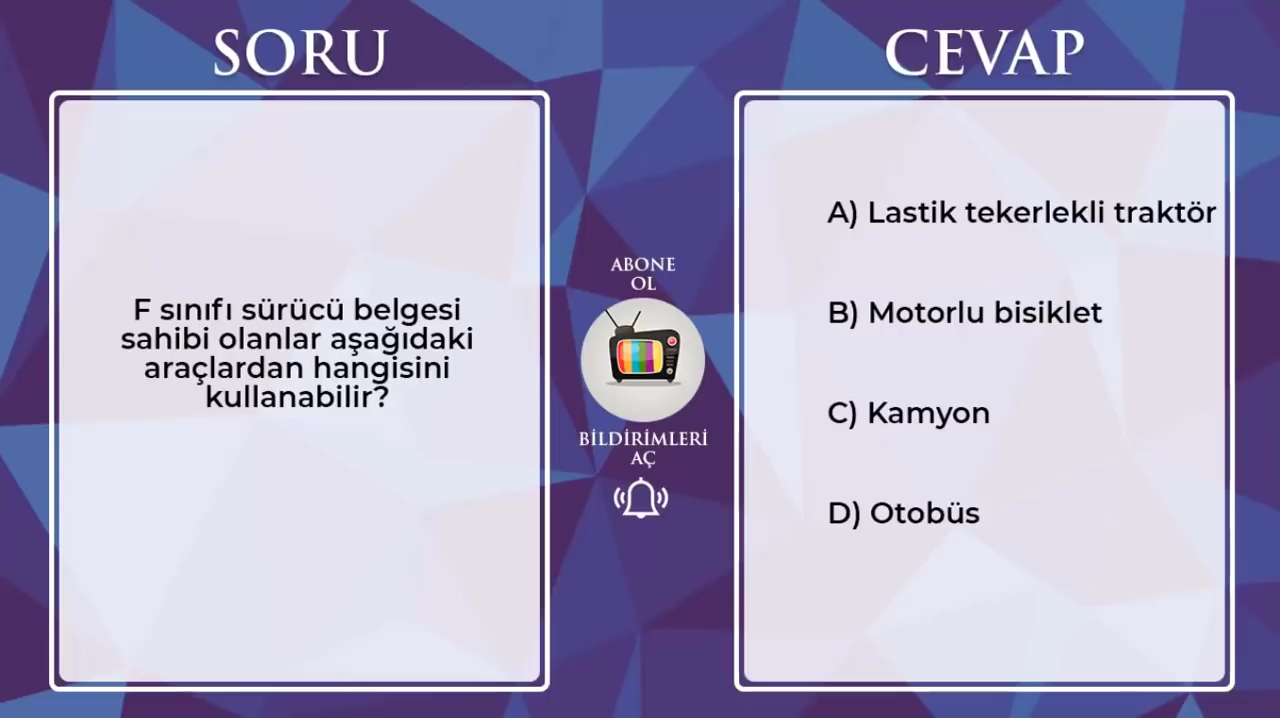 SORU
F sınıfı sürücü belgesi
sahibi olanlar aşağıdaki
araçlardan hangisini
kullanabilir?
ABONE
OL
BİLDİRİMLERİ
AÇ
CEVAP
A) Lastik tekerlekli traktör
B) Motorlu bisiklet
C) Kamyon
D) Otobüs